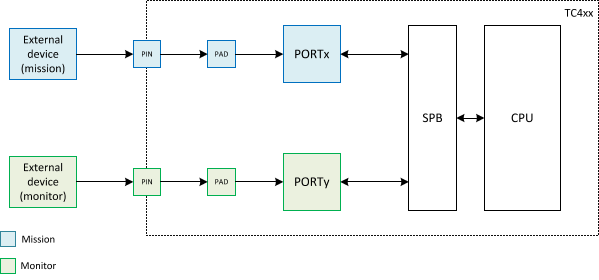 TC4xx
External
device
(mission)
PIN
PAD
PORTx
SPB
CPU
External
device
(monitor)
PIN
PAD
PORTy
Mission
Monitor